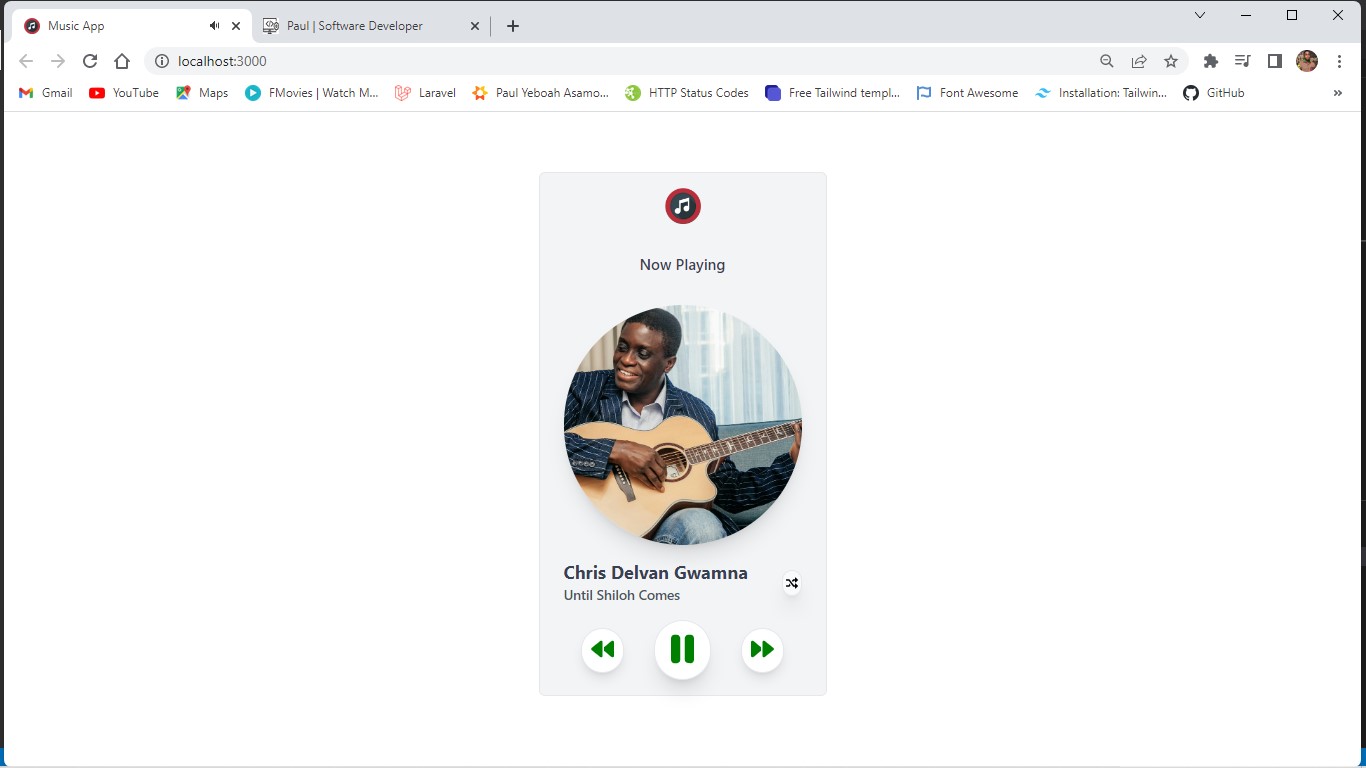 Music App
Paul | Software Developer
localhost:3000
Gmail
YouTube
Maps
FMovies | Watch M...
Laravel
Paul Yeboah Asamo...
HTTP Status Codes
Free Tailwind templ...
Font Awesome
Installation: Tailwin...
GitHub
Now Playing
Chris Delvan Gwamna
Until Shiloh Comes